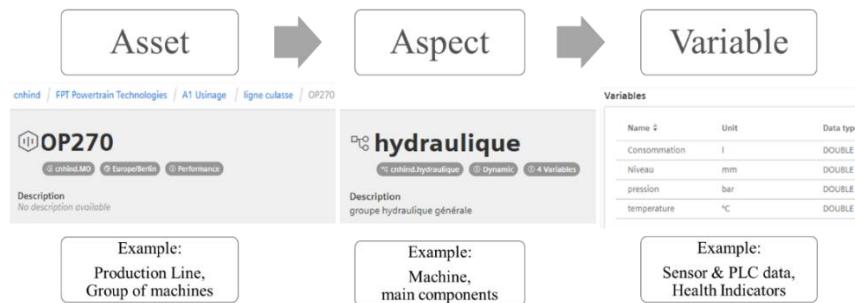 Asset
Aspect
Variable
cnhind / FPT Powertrain Technologies / A1 Usinage / ligne culasse / OP270
OP270
cnhind.MO Europe/Berlin Performance
Description
No description available
hydraulique
cnhind.hydraulique Dynamic 4 Variables
Description
groupe hydraulique générale
Variables
Name Unit Data typ
Consommation l DOUBLE
Niveau mm DOUBLE
pression bar DOUBLE
temperature °C DOUBLE
Example:
Production Line,
Group of machines
Example:
Machine,
main components
Example:
Sensor & PLC data,
Health Indicators